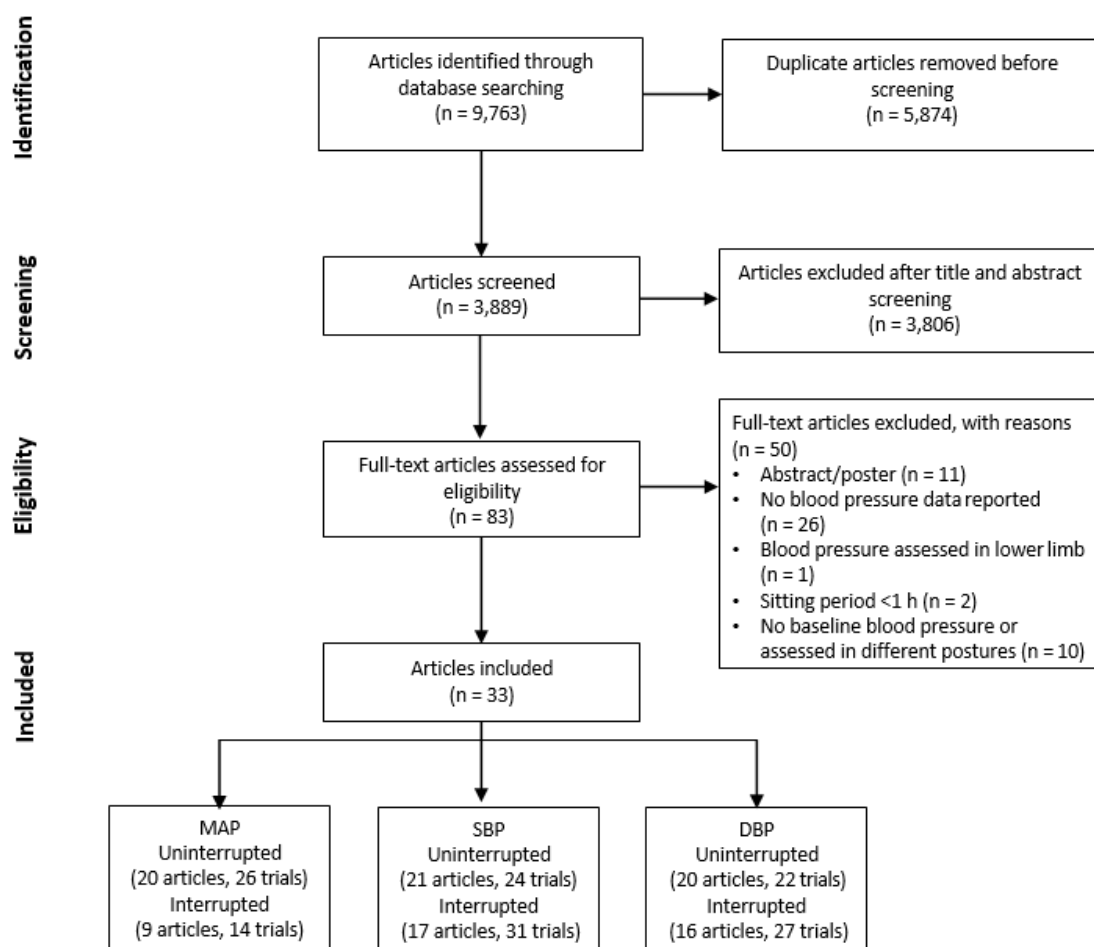 Identification
Articles identified through
database searching
(n = 9,763)
Duplicate articles removed before
screening
(n = 5,874)
Screening
Articles screened
(n = 3,889)
Articles excluded after title and abstract
screening
(n = 3,806)
Eligibility
Full-text articles assessed for
eligibility
(n = 83)
Full-text articles excluded, with reasons
(n = 50)
• Abstract/poster (n = 11)
• No blood pressure data reported
(n = 26)
• Blood pressure assessed in lower limb
(n = 1)
• Sitting period <1 h (n = 2)
• No baseline blood pressure or
assessed in different postures (n = 10)
Included
Articles included
(n = 33)
MAP
Uninterrupted
(20 articles, 26 trials)
Interrupted
(9 articles, 14 trials)
SBP
Uninterrupted
(21 articles, 24 trials)
Interrupted
(17 articles, 31 trials)
DBP
Uninterrupted
(20 articles, 22 trials)
Interrupted
(16 articles, 27 trials)